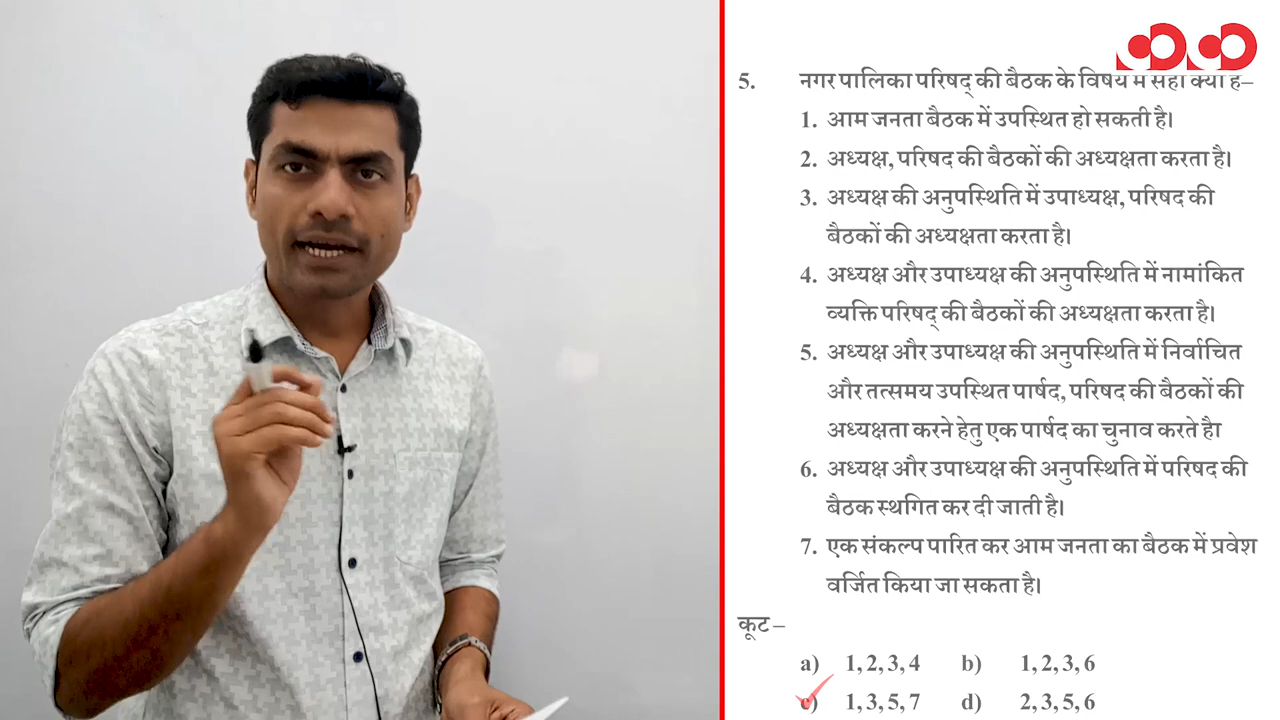 5. नगर पालिका परिषद् की बैठक के विषय में सही क्या है–
1. आम जनता बैठक में उपस्थित हो सकती है।
2. अध्यक्ष, परिषद की बैठकों की अध्यक्षता करता है।
3. अध्यक्ष की अनुपस्थिति में उपाध्यक्ष, परिषद की
बैठकों की अध्यक्षता करता है।
4. अध्यक्ष और उपाध्यक्ष की अनुपस्थिति में नामांकित
व्यक्ति परिषद् की बैठकों की अध्यक्षता करता है।
5. अध्यक्ष और उपाध्यक्ष की अनुपस्थिति में निर्वाचित
और तत्समय उपस्थित पार्षद, परिषद की बैठकों की
अध्यक्षता करने हेतु एक पार्षद का चुनाव करते है।
6. अध्यक्ष और उपाध्यक्ष की अनुपस्थिति में परिषद की
बैठक स्थगित कर दी जाती है।
7. एक संकल्प पारित कर आम जनता का बैठक में प्रवेश
वर्जित किया जा सकता है।
कूट–
a) 1, 2, 3, 4 b) 1, 2, 3, 6
c) 1, 3, 5, 7 d) 2, 3, 5, 6